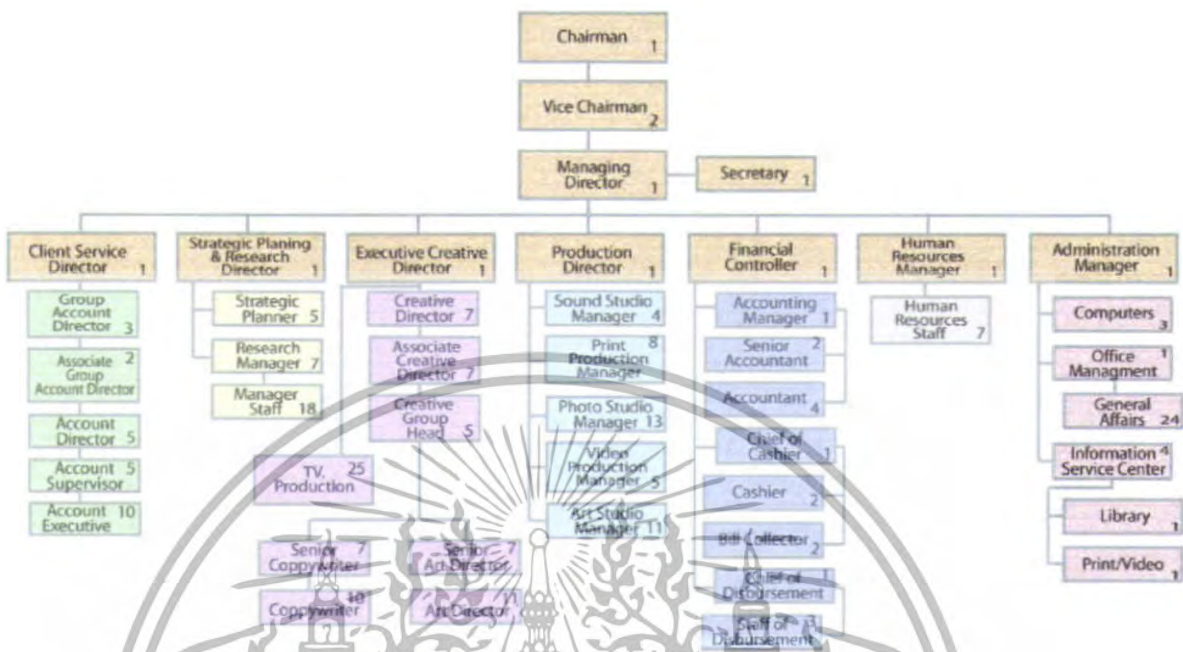 Chairman
1
Vice Chairman
2
Managing
Director 1
Secretary 1
Client Service
Director 1
Strategic Planing
& Research
Director 1
Executive Creative
Director 1
Production
Director 1
Financial
Controller 1
Human
Resources
Manager 1
Administration
Manager 1
Group
Account
Director 3
Associate 2
Group
Account Director
Account
Director 5
Account 5
Supervisor
Account 10
Executive
Strategic
Planner 5
Research
Manager 7
Manager
Staff 18
Creative
Director 7
Associate
Creative
Director 7
Creative
Group
Head 5
TV. 25
Production
Senior 7
Coppywriter
Senior 7
Art Director
10
Coppywriter
11
Art Director
Sound Studio
Manager 4
8
Print
Production
Manager
Photo Studio
Manager 13
Video
Production
Manager 5
Art Studio
Manager 11
Accounting
Manager 1
Senior 2
Accountant
Accountant
4
Chief of
Cashier 1
Cashier
2
Bill Collector
2
Chief of 1
Disbursement
Staff of 3
Disbursement
Human
Resources
Staff 7
Computers
3
Office 1
Managment
General
Affairs 24
Information 4
Service Center
Library
1
Print/Video
1